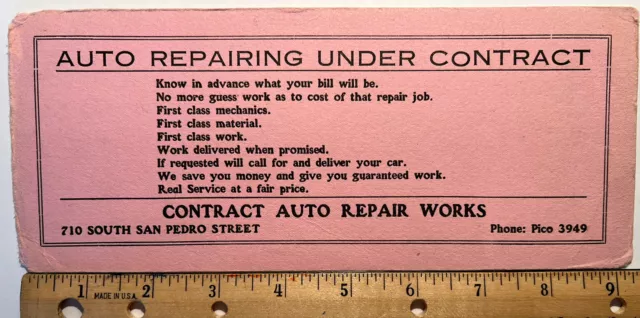 AUTO REPAIRING UNDER CONTRACT
Know in advance what your bill will be.
No more guess work as to cost of that repair job.
First class mechanics.
First class material.
First class work.
Work delivered when promised.
If requested will call for and deliver your car.
We save you money and give you guaranteed work.
Real Service at a fair price.
CONTRACT AUTO REPAIR WORKS
710 SOUTH SAN PEDRO STREET Phone: Pico 3949
1 2 3 4 5 6 7 8 9
MADE IN U.S.A.